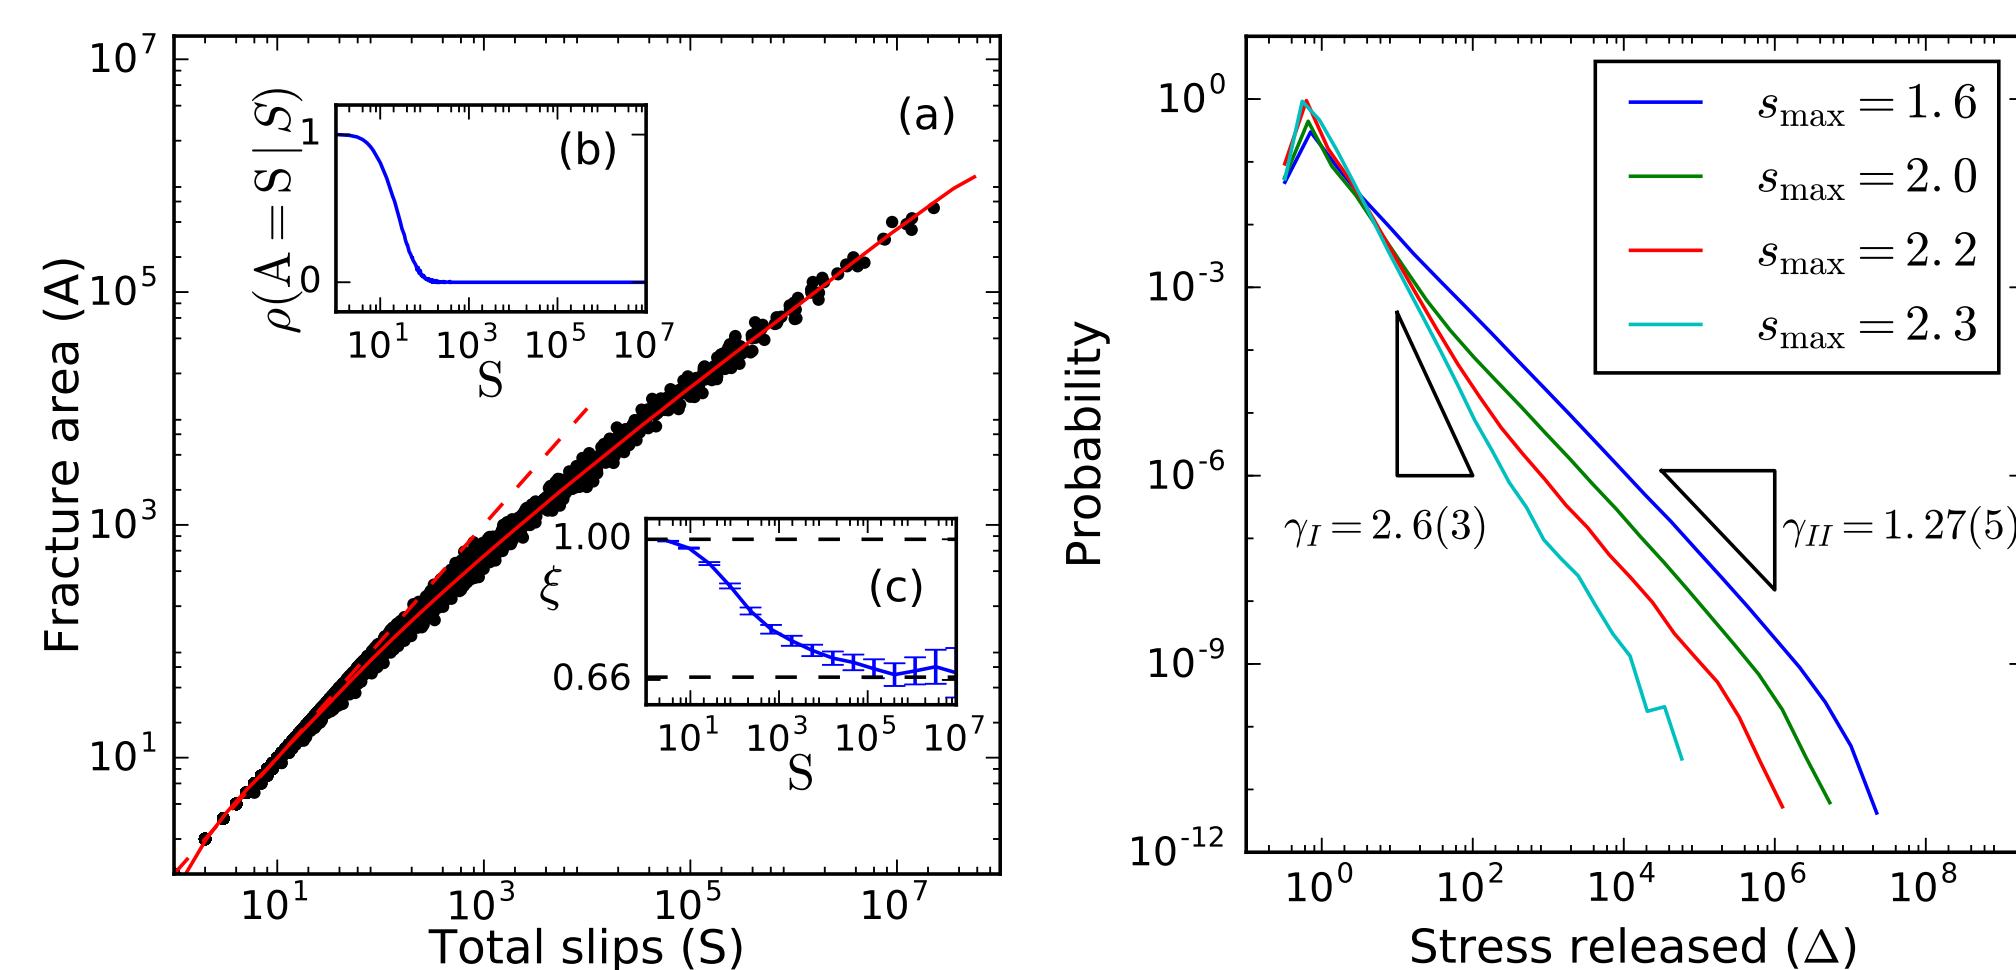 10^7
10^5
10^3
10^1
Fracture area (A)
10^1 10^3 10^5 10^7
Total slips (S)
(a)
ρ(A = S | S)
1
0
(b)
10^1 10^3 10^5 10^7
S
1.00
ξ
0.66
(c)
10^1 10^3 10^5 10^7
S
10^0
10^-3
10^-6
10^-9
10^-12
Probability
s_max = 1.6
s_max = 2.0
s_max = 2.2
s_max = 2.3
γ_I = 2.6(3)
γ_II = 1.27(5)
10^0 10^2 10^4 10^6 10^8
Stress released (Δ)